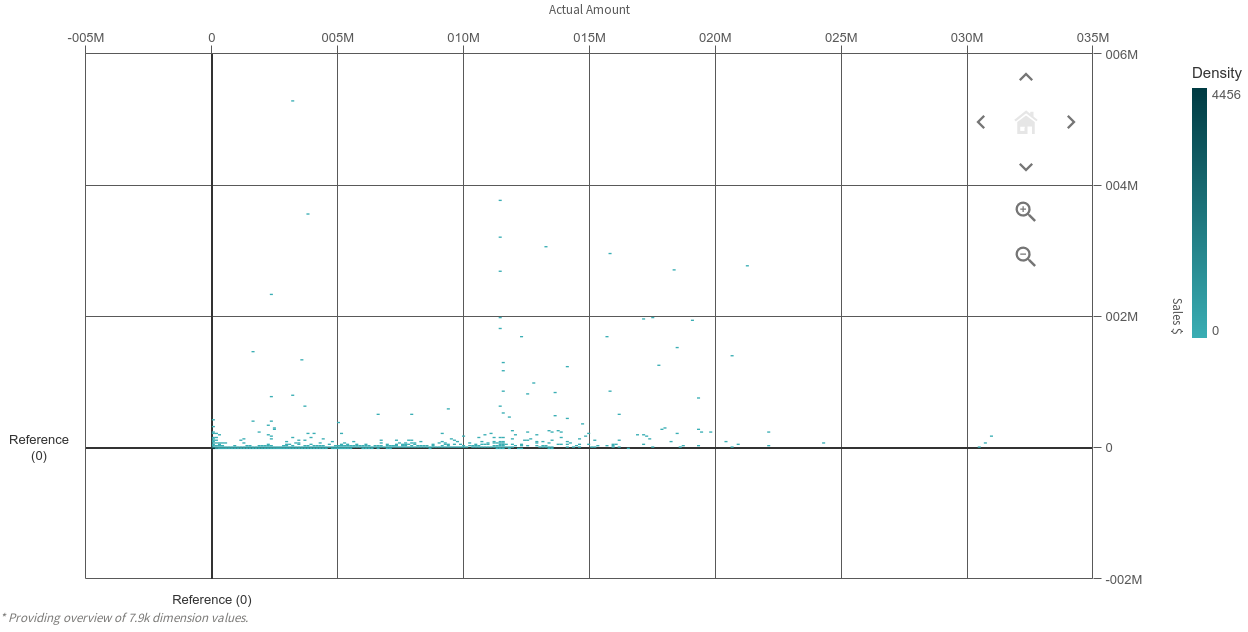 Actual Amount
-005M 0 005M 010M 015M 020M 025M 030M 035M
006M
Density
4456
004M
002M
Sales $
0
Reference
(0)
0
-002M
Reference (0)
* Providing overview of 7.9k dimension values.